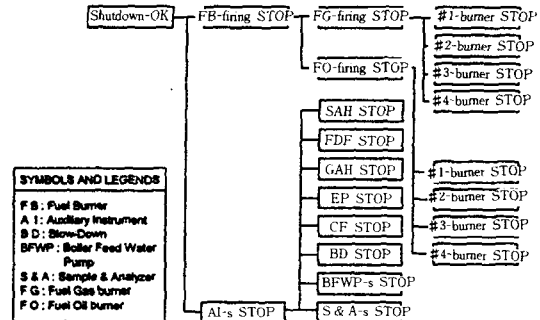 Shutdown-OK
FB-firing STOP
FG-firing STOP
#1-burner STOP
#2-burner STOP
#3-burner STOP
#4-burner STOP
FO-firing STOP
SAH STOP
FDF STOP
GAH STOP
EP STOP
CF STOP
BD STOP
BFWP-s STOP
S & A-s STOP
#1-burner STOP
#2-burner STOP
#3-burner STOP
#4-burner STOP
AI-s STOP
SYMBOLS AND LEGENDS
F B : Fuel Burner
A I : Auxiliary Instrument
B D : Blow-Down
BFWP : Boiler Feed Water
Pump
S & A : Sample & Analyzer
F G : Fuel Gas burner
F O : Fuel Oil burner